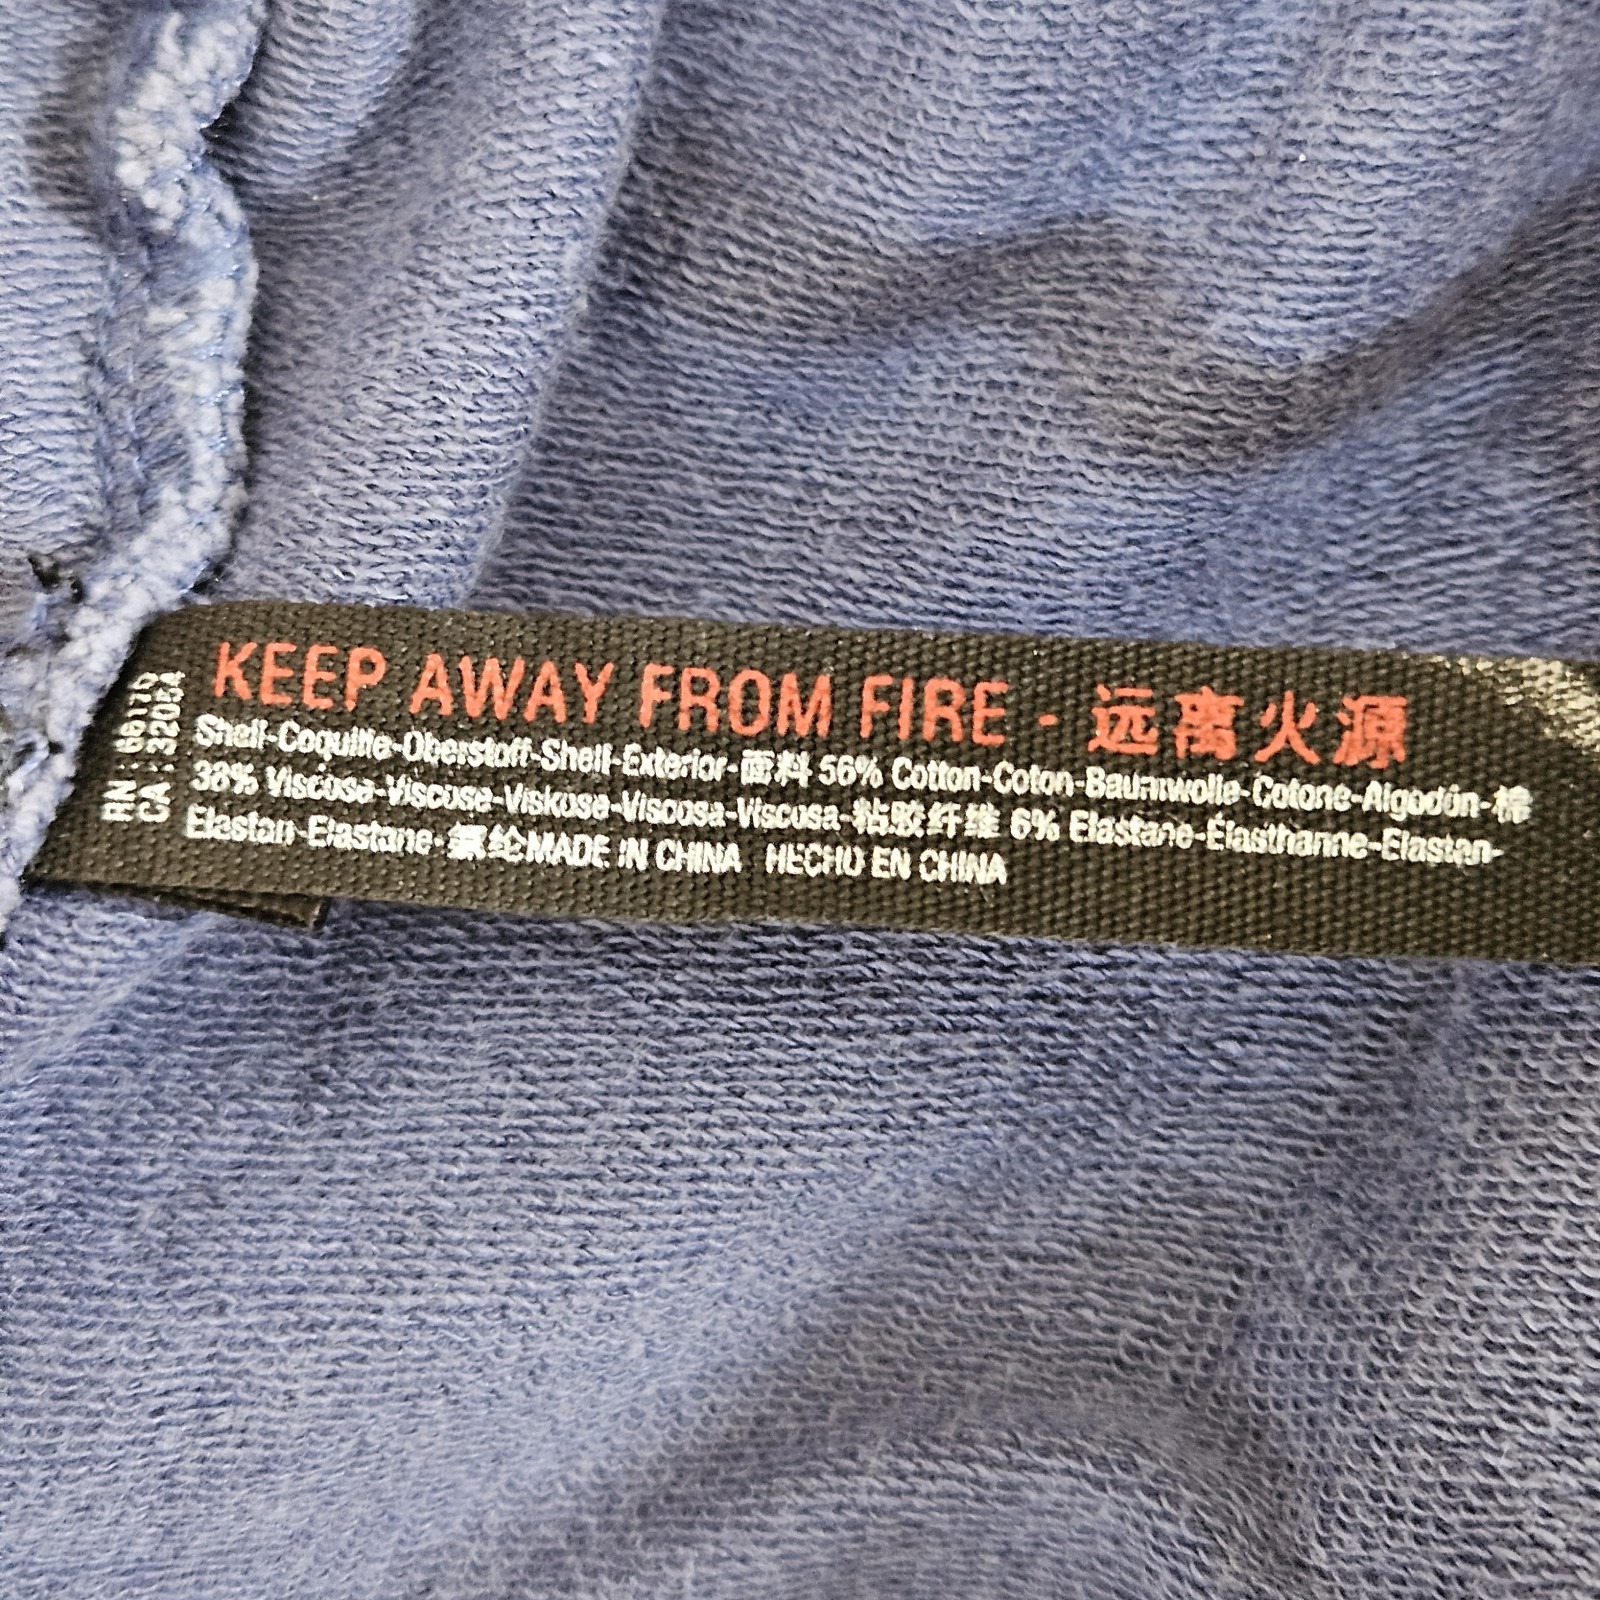 KEEP AWAY FROM FIRE - 远离火源
Shell-Coquille-Oberstoff-Shell-Exterior-面料 56% Cotton-Coton-Baumwolle-Cotone-Algodón-棉
38% Viscose-Viscose-Viskose-Viscosa-Viscosa-粘胶纤维 6% Elastane-Élasthanne-Elastan-
Elastan-Elastane-氨纶MADE IN CHINA HECHO EN CHINA
RN :
CA :